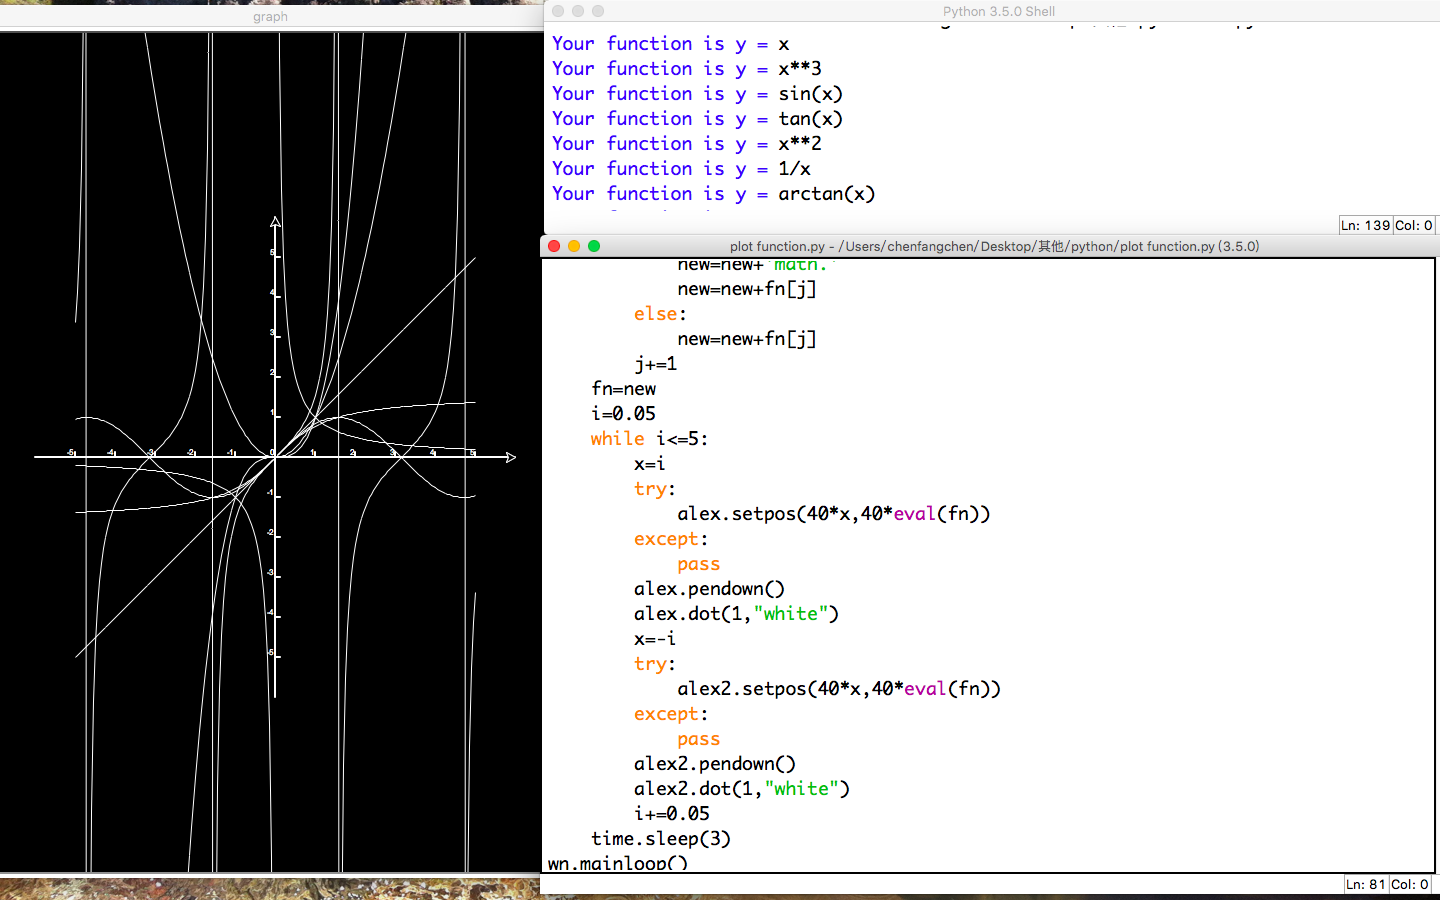 graph
5
4
3
2
1
-5 -4 -3 -2 -1 0 1 2 3 4 5
-1
-2
-3
-4
-5
Python 3.5.0 Shell
Your function is y = x
Your function is y = x**3
Your function is y = sin(x)
Your function is y = tan(x)
Your function is y = x**2
Your function is y = 1/x
Your function is y = arctan(x)
Ln: 139 Col: 0
plot function.py - /Users/chenfangchen/Desktop/其他/python/plot function.py (3.5.0)
new=new+'math.'
new=new+fn[j]
else:
new=new+fn[j]
j+=1
fn=new
i=0.05
while i<=5:
x=i
try:
alex.setpos(40*x,40*eval(fn))
except:
pass
alex.pendown()
alex.dot(1,"white")
x=-i
try:
alex2.setpos(40*x,40*eval(fn))
except:
pass
alex2.pendown()
alex2.dot(1,"white")
i+=0.05
time.sleep(3)
wn.mainloop()
Ln: 81 Col: 0